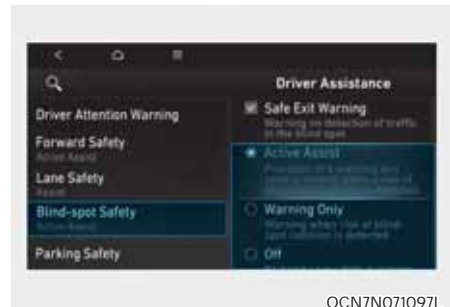 Driver Assistance
Driver Attention Warning
Forward Safety
Active Assist
Lane Safety
Assist
Blind-spot Safety
Active Assist
Parking Safety
Safe Exit Warning
Warning on detection of traffic
in the blind spot
Active Assist
Warning Only
Warning when risk of blind-
spot collision is detected
Off
OCN7N071097L